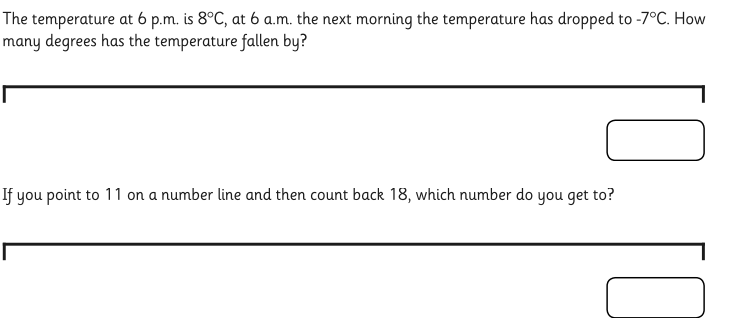 The temperature at 6 p.m. is 8°C, at 6 a.m. the next morning the temperature has dropped to -7°C. How
many degrees has the temperature fallen by?
If you point to 11 on a number line and then count back 18, which number do you get to?